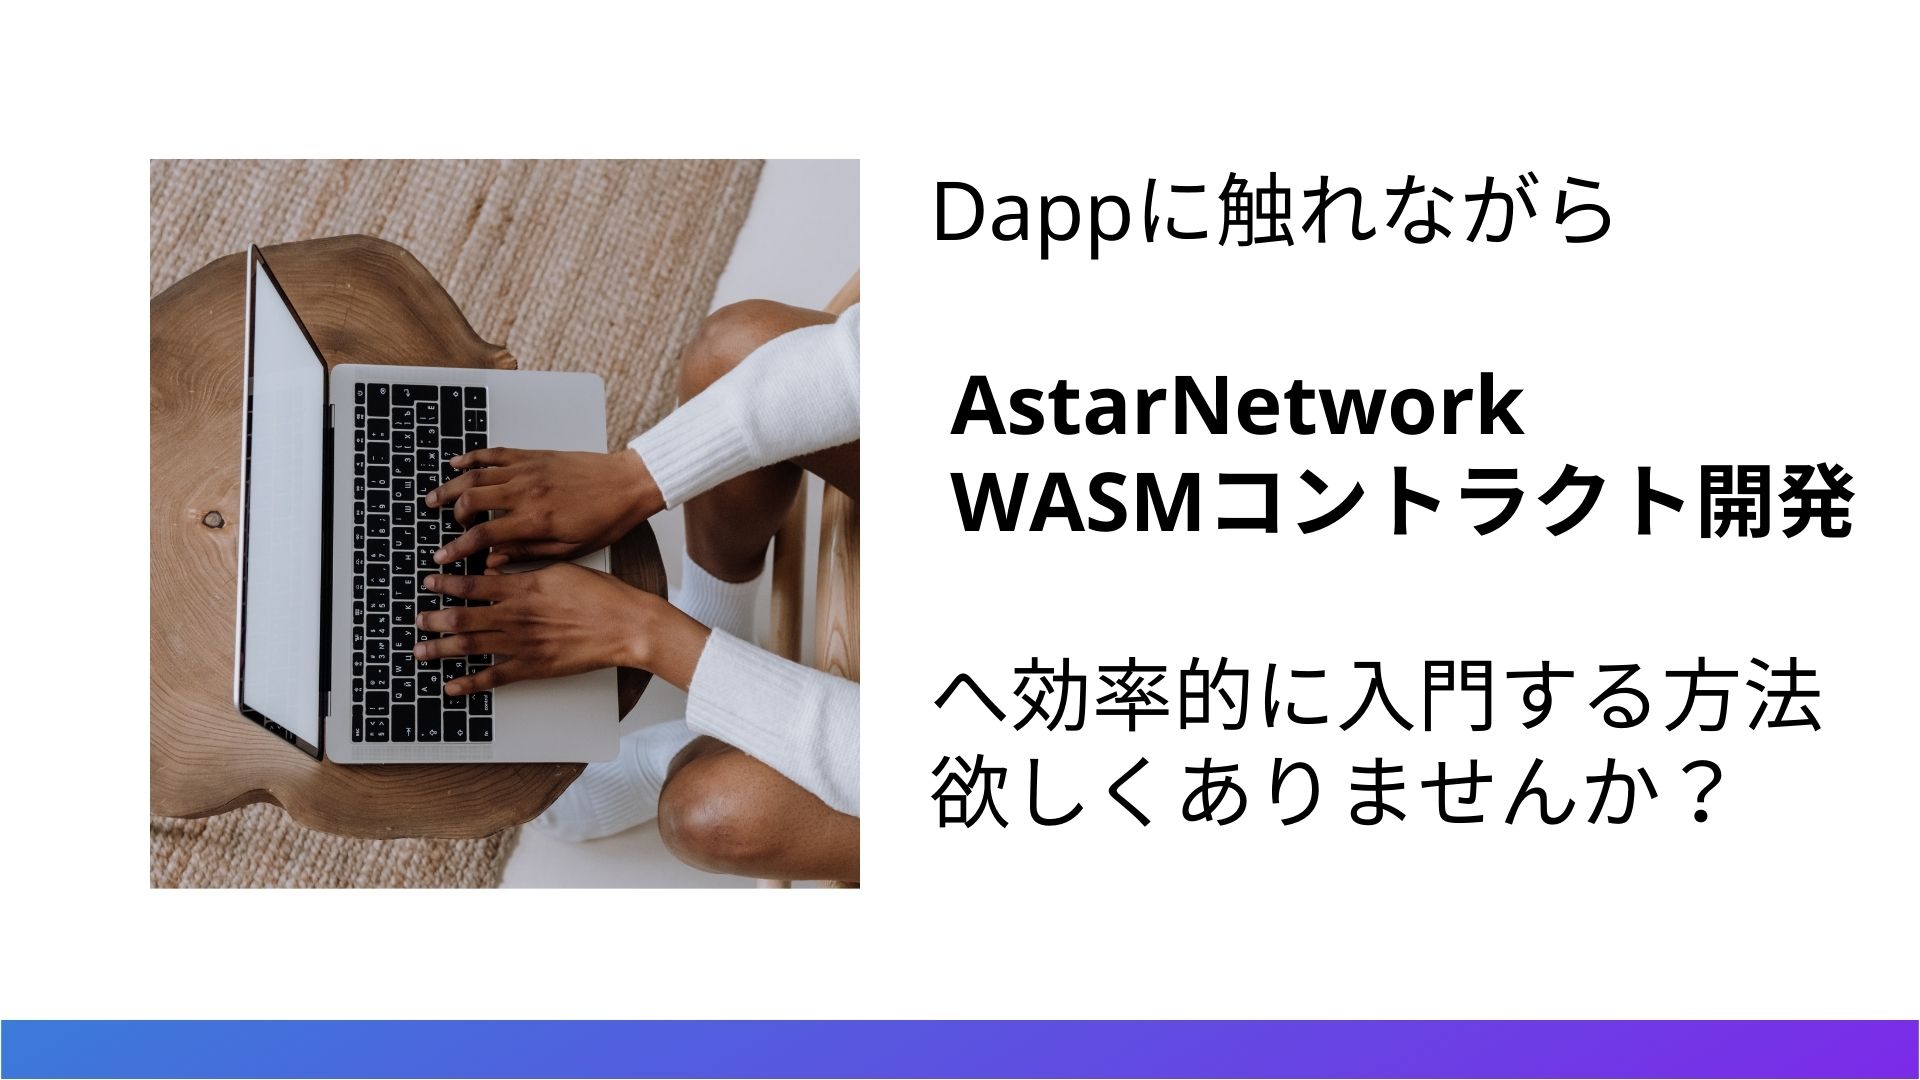 Dappに触れながら
AstarNetwork
WASMコントラクト開発
へ効率的に入門する方法
欲しくありませんか？